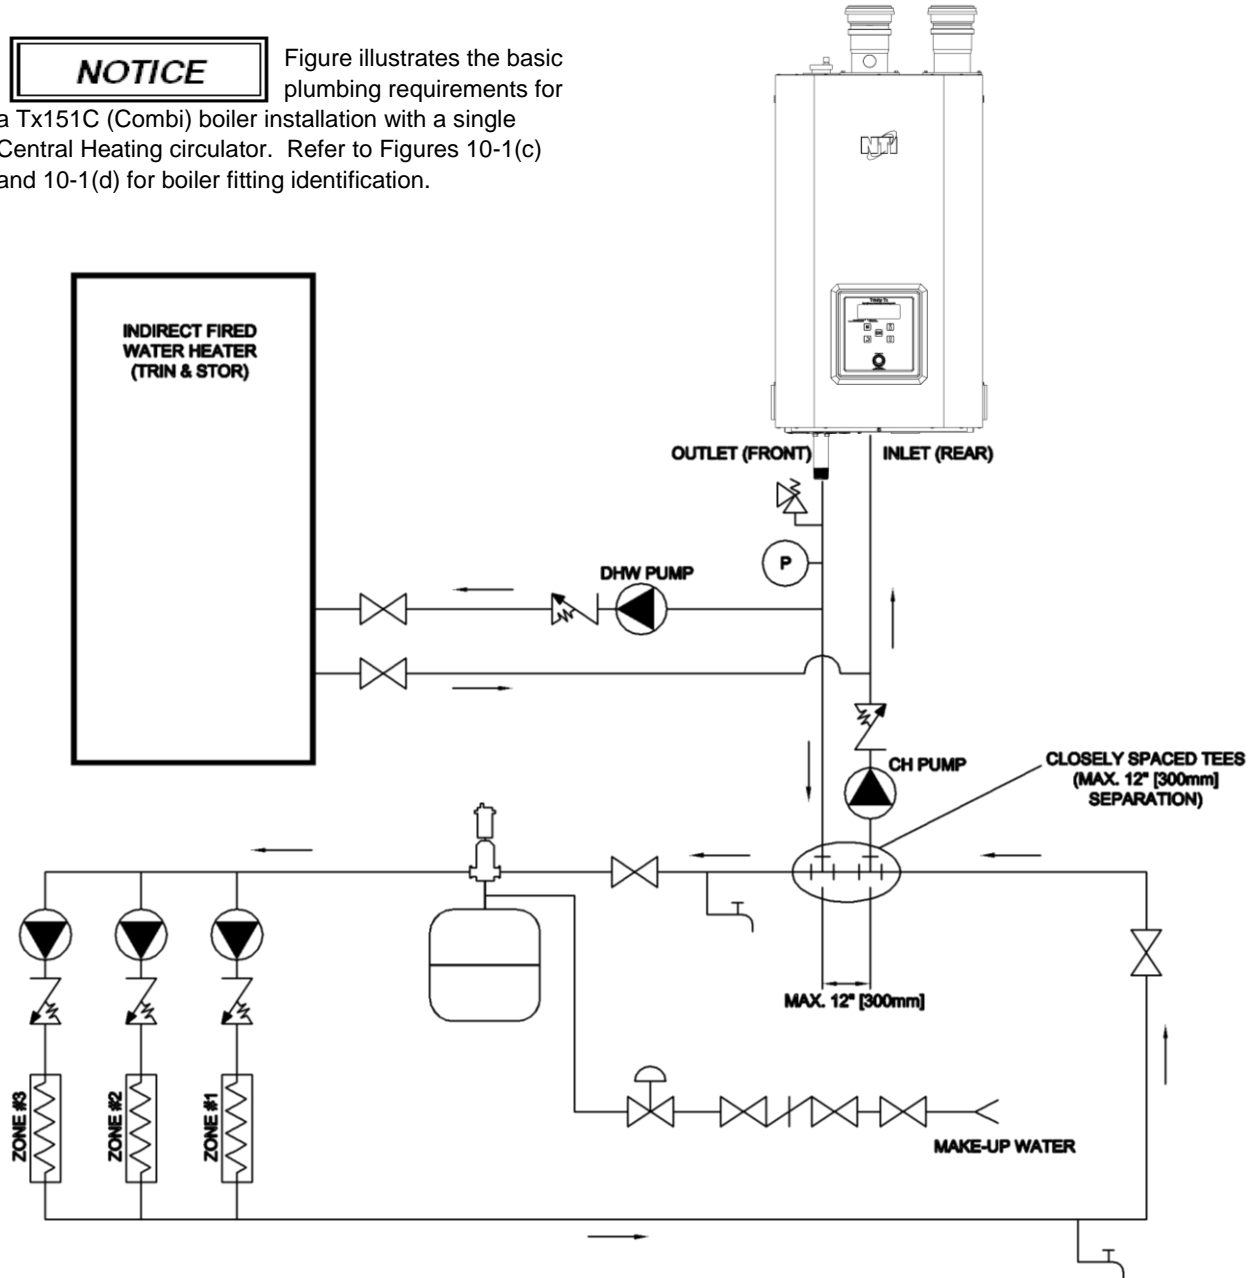 NOTICE
Figure illustrates the basic
plumbing requirements for
a Tx151C (Combi) boiler installation with a single
Central Heating circulator.  Refer to Figures 10-1(c)
and 10-1(d) for boiler fitting identification.
NTI
INDIRECT FIRED
WATER HEATER
(TRIN & STOR)
Trinity Tx
OUTLET (FRONT)
INLET (REAR)
P
DHW PUMP
CH PUMP
CLOSELY SPACED TEES
(MAX. 12" [300mm]
SEPARATION)
MAX. 12" [300mm]
ZONE #3
ZONE #2
ZONE #1
MAKE-UP WATER